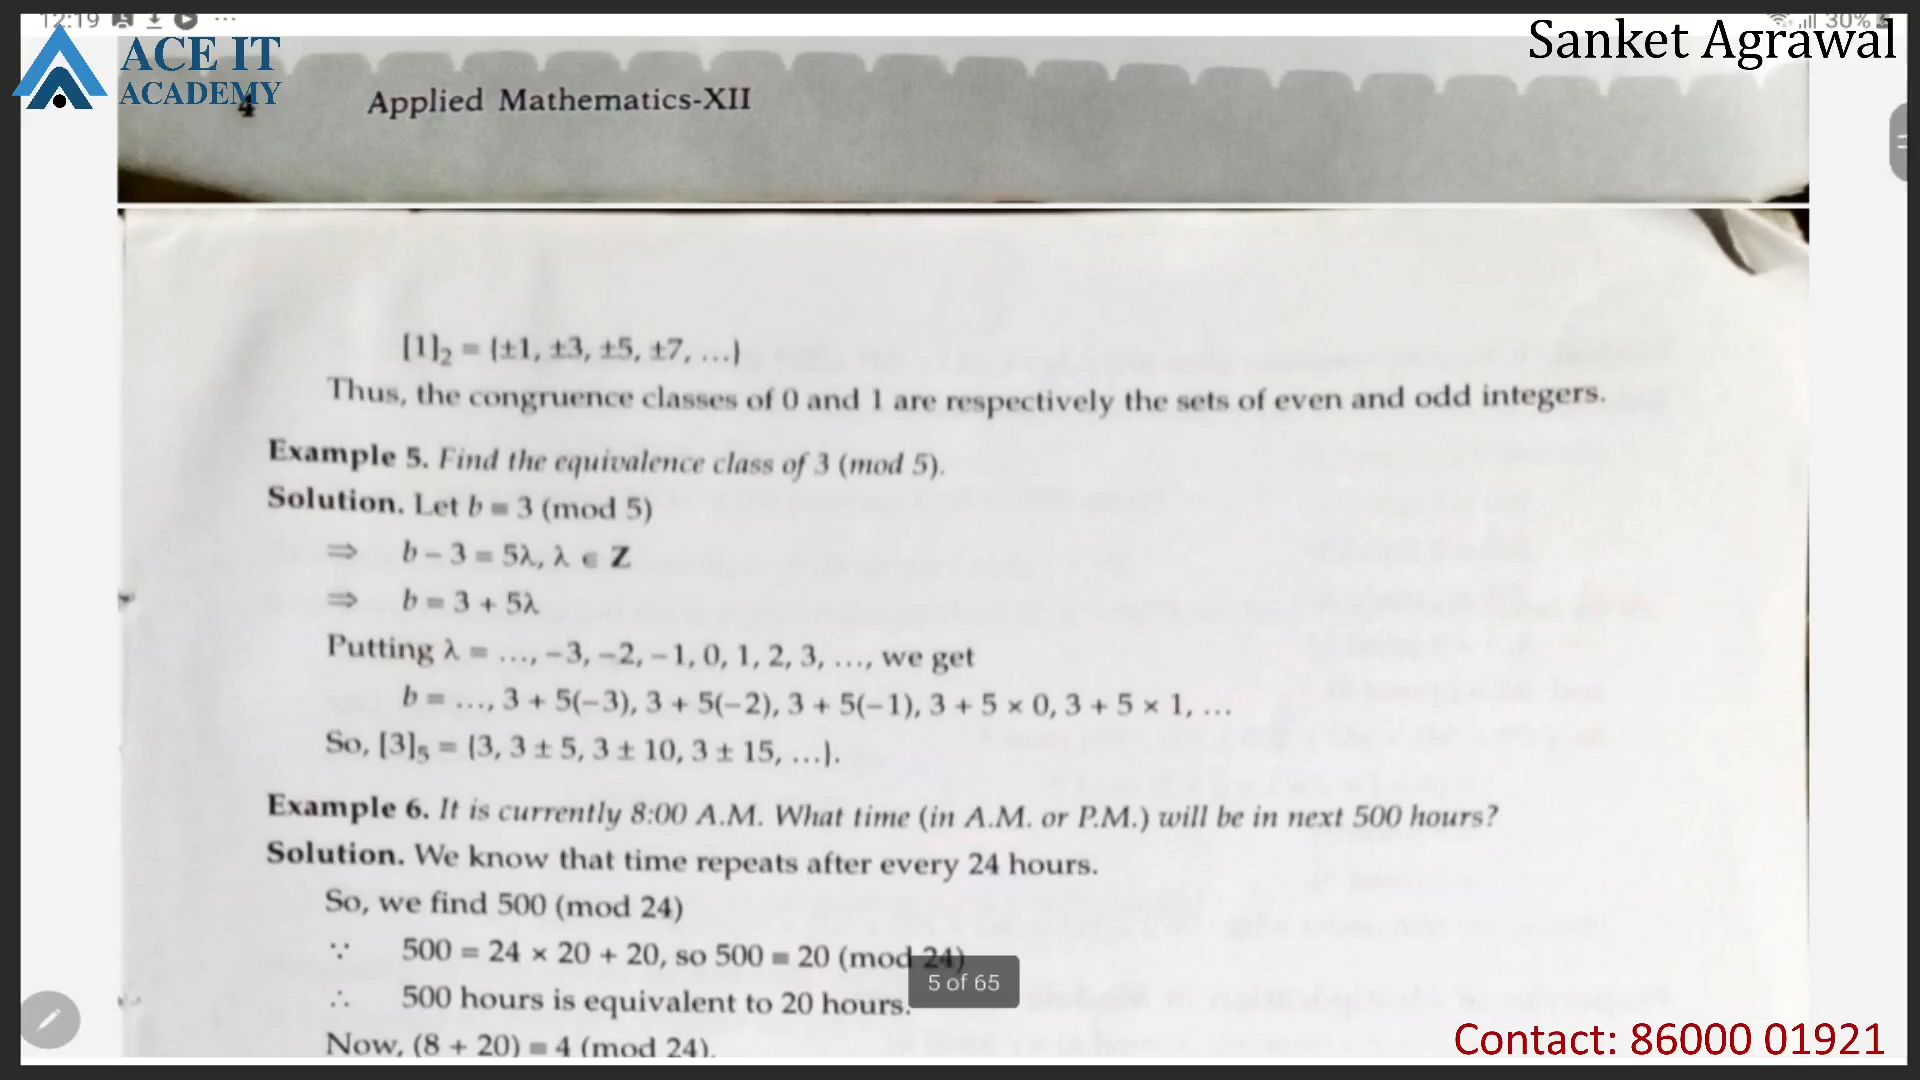 12:19
30%
Sanket Agrawal
ACE IT
ACADEMY
4 Applied Mathematics-XII
[1]₂ = {±1, ±3, ±5, ±7, ...}
Thus, the congruence classes of 0 and 1 are respectively the sets of even and odd integers.
Example 5. Find the equivalence class of 3 (mod 5).
Solution. Let b ≡ 3 (mod 5)
⇒ b – 3 = 5λ, λ ∈ Z
⇒ b = 3 + 5λ
Putting λ = ..., –3, –2, –1, 0, 1, 2, 3, ..., we get
b = ..., 3 + 5(–3), 3 + 5(–2), 3 + 5(–1), 3 + 5 × 0, 3 + 5 × 1, ...
So, [3]₅ = {3, 3 ± 5, 3 ± 10, 3 ± 15, ...}.
Example 6. It is currently 8:00 A.M. What time (in A.M. or P.M.) will be in next 500 hours?
Solution. We know that time repeats after every 24 hours.
So, we find 500 (mod 24)
∵ 500 = 24 × 20 + 20, so 500 ≡ 20 (mod 24)
5 of 65
∴ 500 hours is equivalent to 20 hours.
Now, (8 + 20) ≡ 4 (mod 24).
Contact: 86000 01921